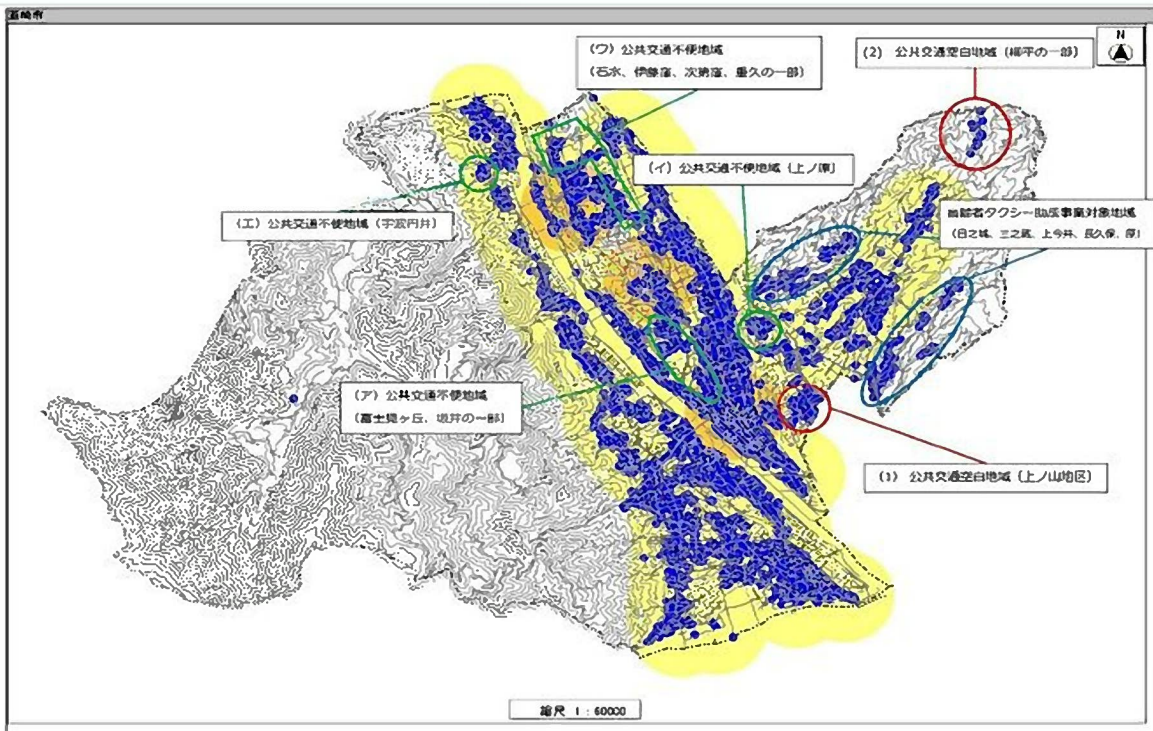 韮崎市
(ウ) 公共交通不便地域
(石水、伊藤窪、次第窪、重久の一部)
(2) 公共交通空白地域 (柳平の一部)
N
(イ) 公共交通不便地域 (上ノ原)
(エ) 公共交通不便地域 (宇波円井)
高齢者タクシー助成事業対象地域
(日之城、三之蔵、上今井、長久保、原)
(ア) 公共交通不便地域
(富士見ヶ丘、坂井の一部)
(1) 公共交通空白地域 (上ノ山地区)
縮尺 1 : 60000